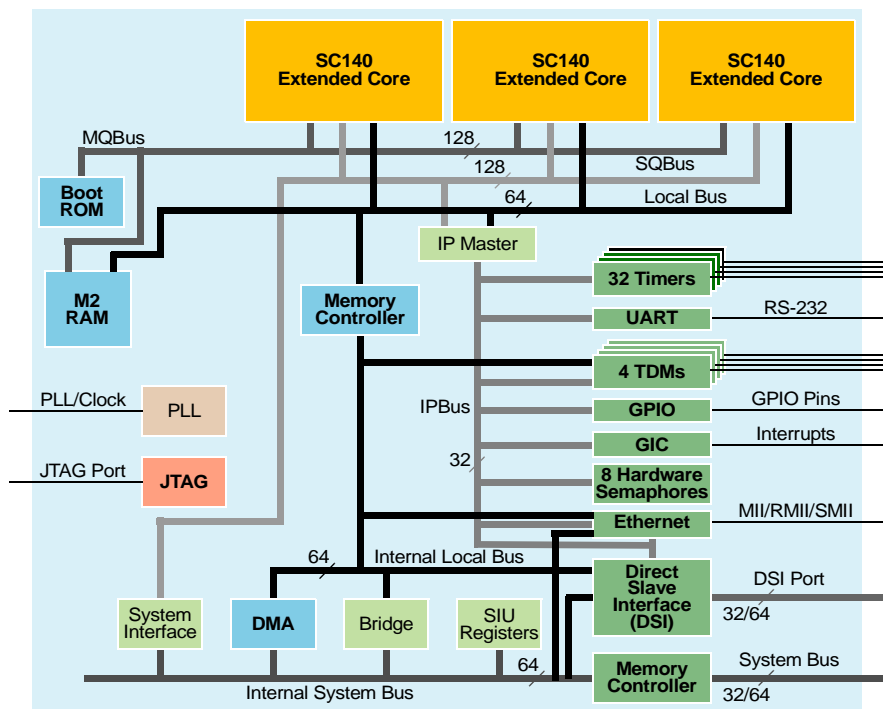 SC140
Extended Core
SC140
Extended Core
SC140
Extended Core
MQBus
128
128
SQBus
Boot
ROM
64
Local Bus
IP Master
M2
RAM
Memory
Controller
32 Timers
UART
RS-232
4 TDMs
PLL/Clock
PLL
IPBus
GPIO
GPIO Pins
GIC
Interrupts
32
JTAG Port
JTAG
8 Hardware
Semaphores
Ethernet
MII/RMII/SMII
64
Internal Local Bus
Direct
Slave
Interface
(DSI)
DSI Port
32/64
System
Interface
DMA
Bridge
SIU
Registers
64
Internal System Bus
Memory
Controller
System Bus
32/64